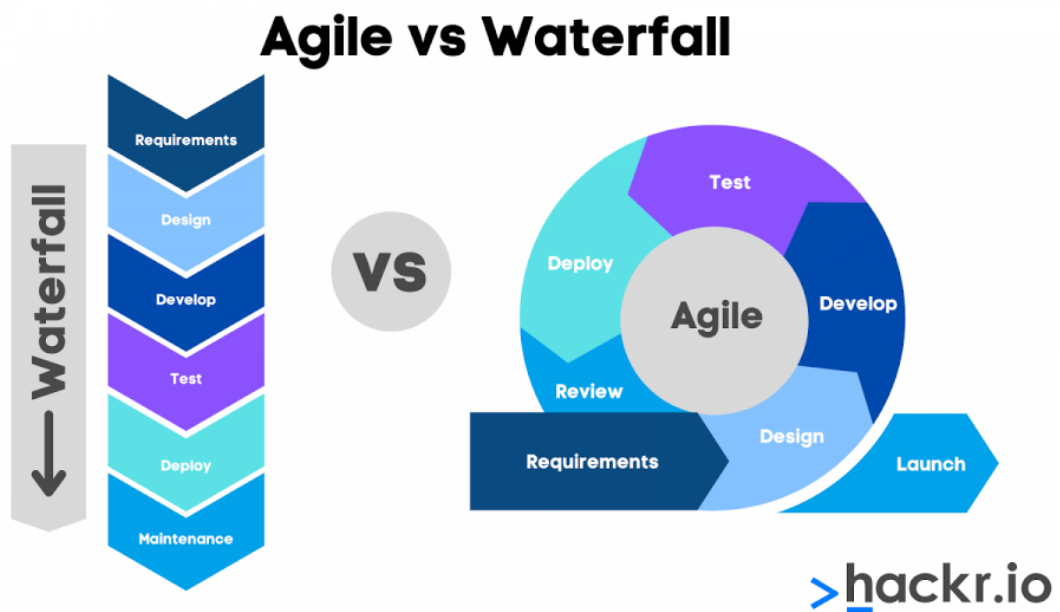 Agile vs Waterfall
Waterfall
Requirements
Design
Develop
Test
Deploy
Maintenance
VS
Agile
Requirements
Design
Develop
Test
Deploy
Review
Launch
>hackr.io